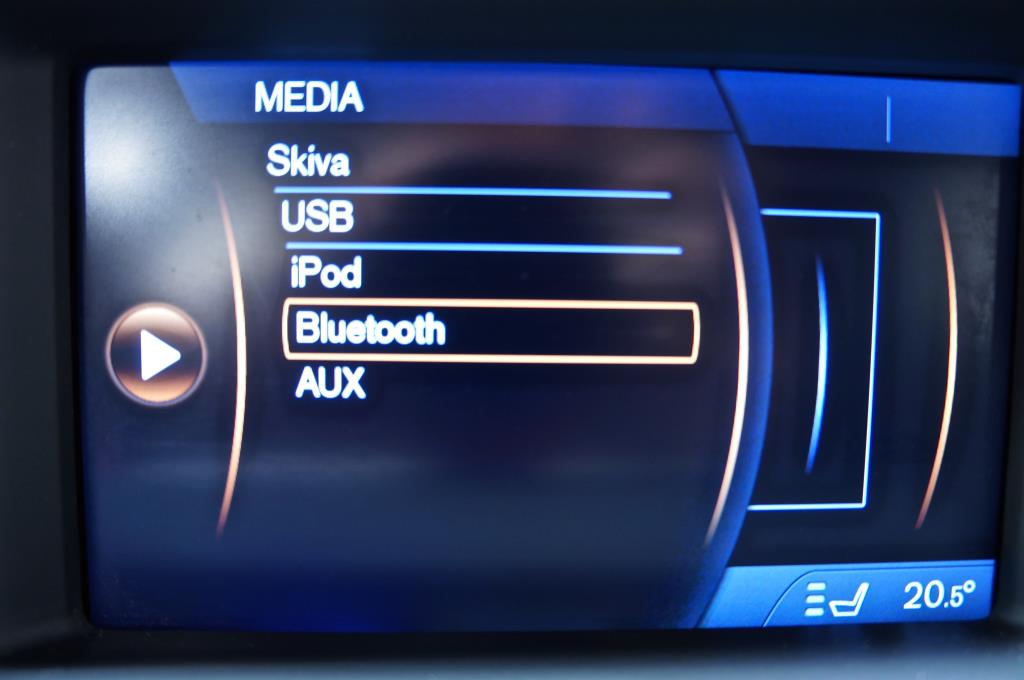 MEDIA
Skiva
USB
iPod
Bluetooth
AUX
20.5°